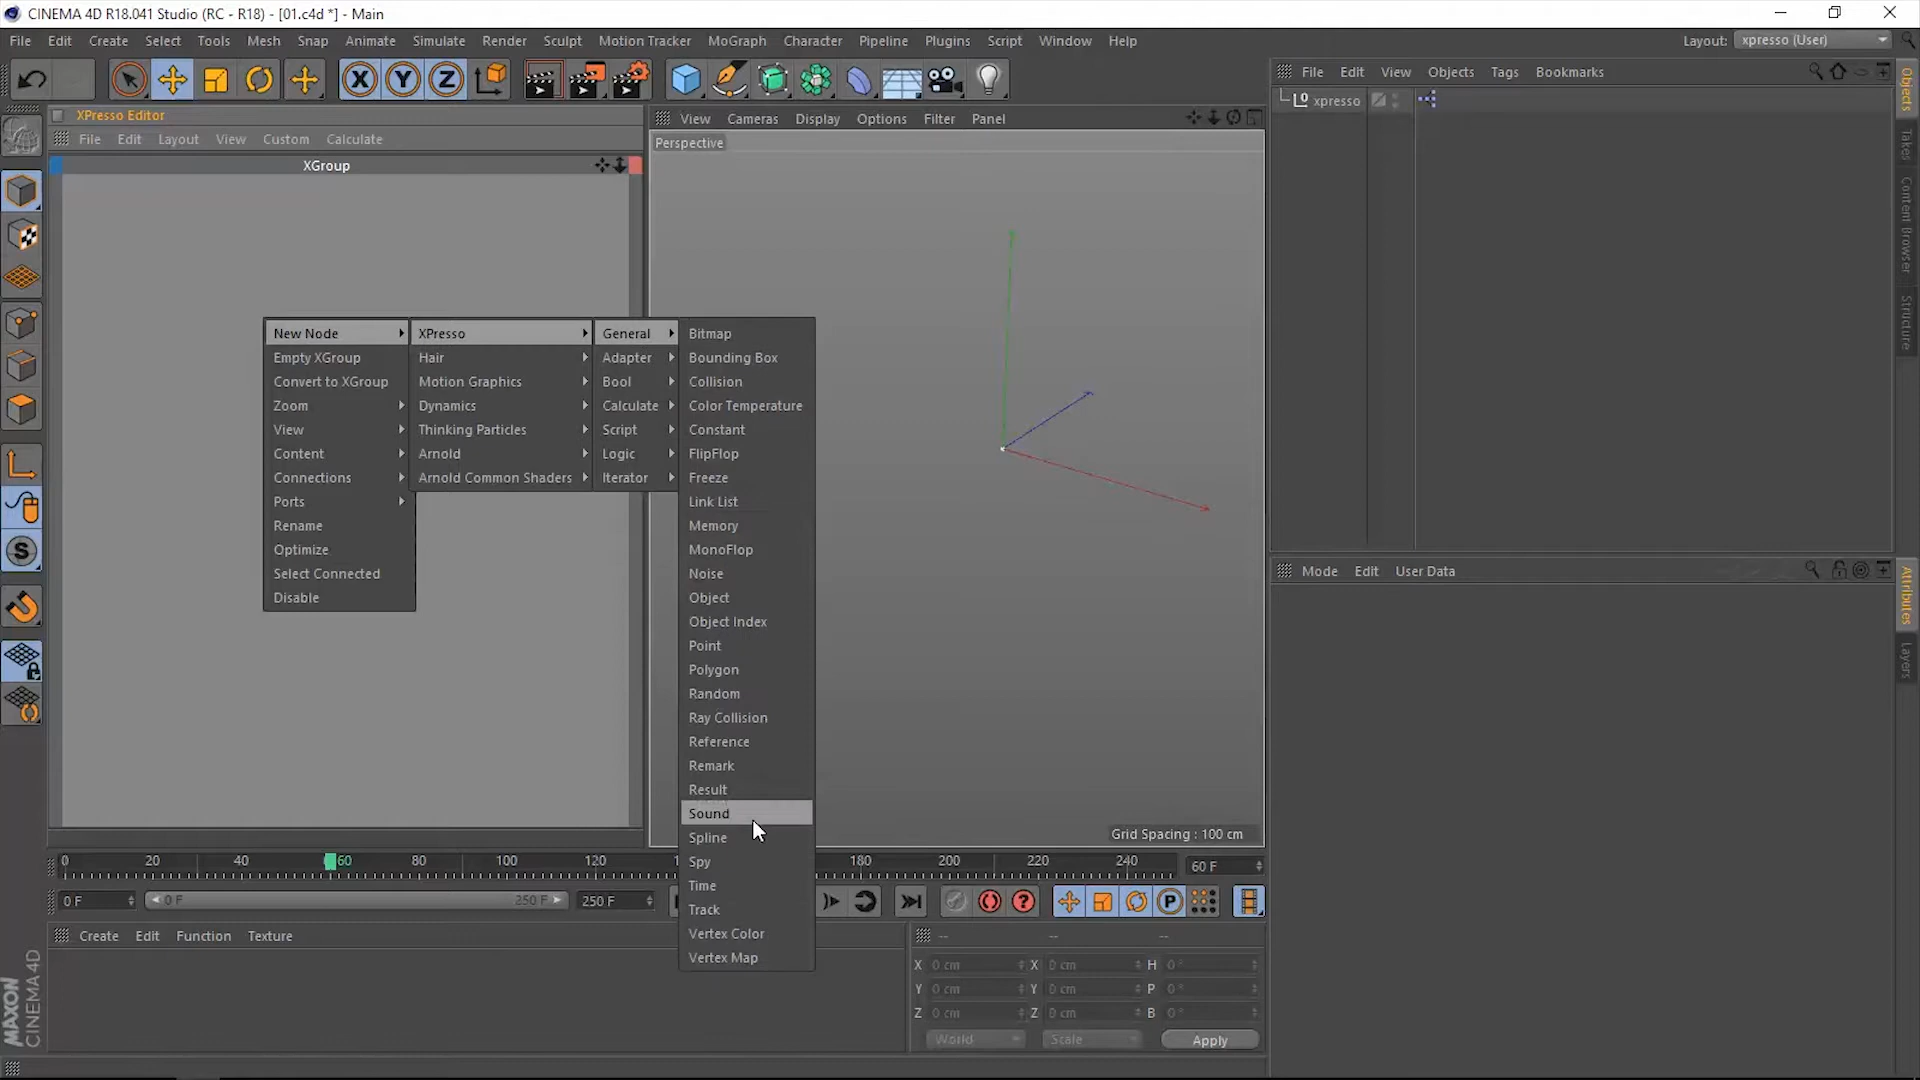 CINEMA 4D R18.041 Studio (RC - R18) - [01.c4d *] - Main
File Edit Create Select Tools Mesh Snap Animate Simulate Render Sculpt Motion Tracker MoGraph Character Pipeline Plugins Script Window Help
Layout: xpresso (User)
X Y Z
XPresso Editor
File Edit Layout View Custom Calculate
XGroup
View Cameras Display Options Filter Panel
Perspective
File Edit View Objects Tags Bookmarks
xpresso
Objects
Takes
Content Browser
Structure
New Node
Empty XGroup
Convert to XGroup
Zoom
View
Content
Connections
Ports
Rename
Optimize
Select Connected
Disable
XPresso
Hair
Motion Graphics
Dynamics
Thinking Particles
Arnold
Arnold Common Shaders
General
Adapter
Bool
Calculate
Script
Logic
Iterator
Bitmap
Bounding Box
Collision
Color Temperature
Constant
FlipFlop
Freeze
Link List
Memory
MonoFlop
Noise
Object
Object Index
Point
Polygon
Random
Ray Collision
Reference
Remark
Result
Sound
Spline
Spy
Time
Track
Vertex Color
Vertex Map
Mode Edit User Data
Attributes
Layers
S
Grid Spacing : 100 cm
0 20 40 60 80 100 120 180 200 220 240
60 F
0 F 0 F 250 F 250 F
? P
Create Edit Function Texture
-- -- --
X 0 cm X 0 cm H 0 °
Y 0 cm Y 0 cm P 0 °
Z 0 cm Z 0 cm B 0 °
World Scale Apply
MAXON
CINEMA 4D